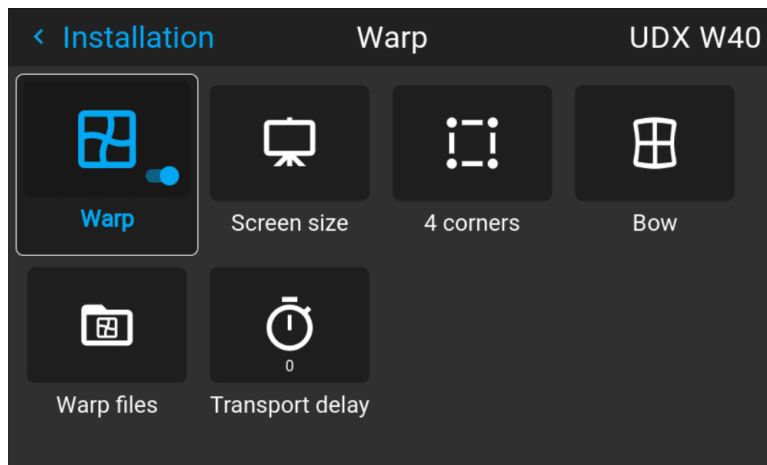 Installation
Warp
UDX W40
Warp
Screen size
4 corners
Bow
0
Warp files
Transport delay